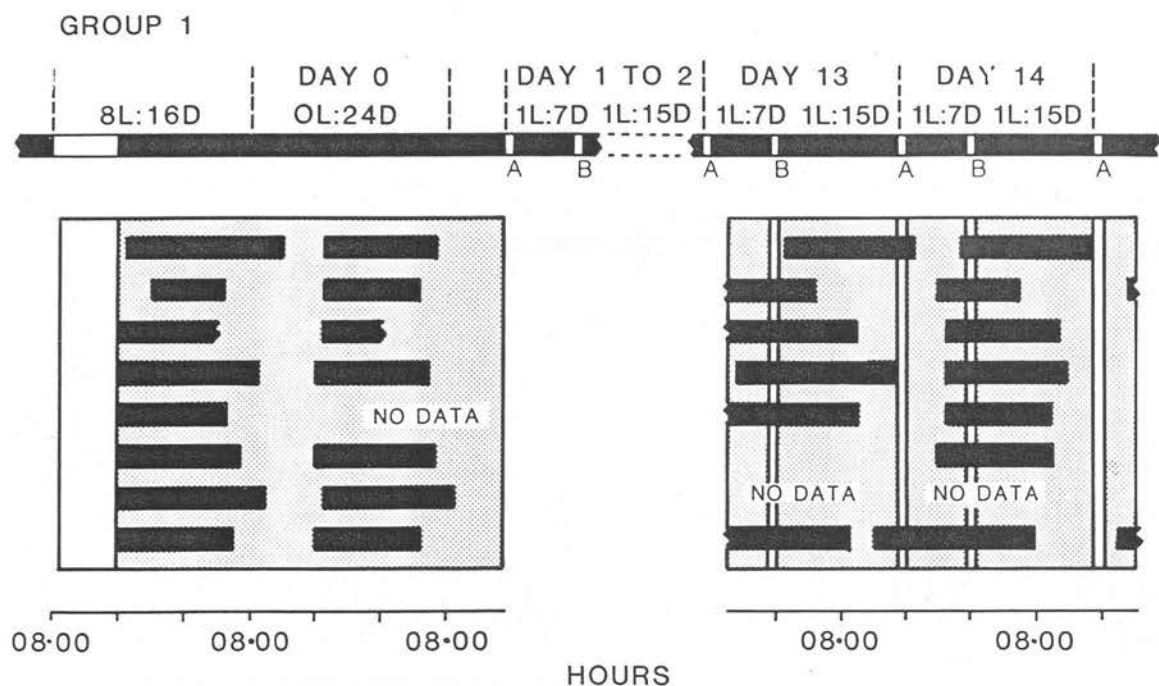 GROUP 1
DAY 0 DAY 1 TO 2 DAY 13 DAY 14
8L:16D OL:24D 1L:7D 1L:15D 1L:7D 1L:15D 1L:7D 1L:15D
A B A B A B A
NO DATA
NO DATA NO DATA
08·00 08·00 08·00 08·00 08·00
HOURS